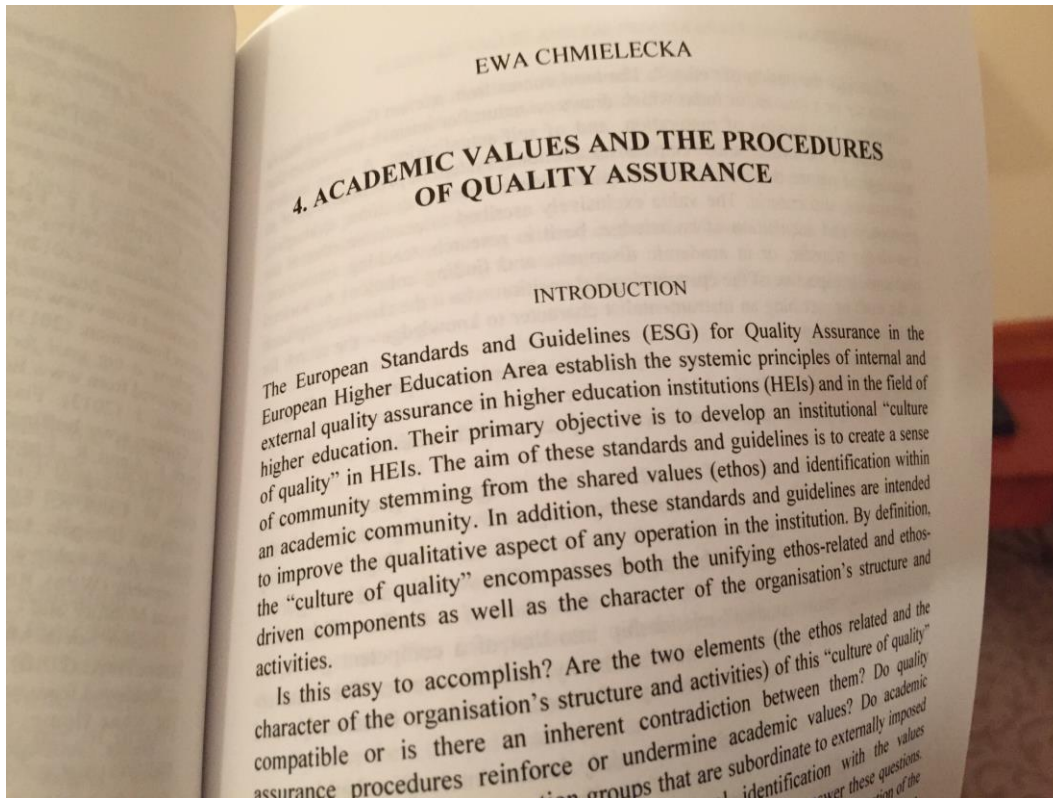 EWA CHMIELECKA
4. ACADEMIC VALUES AND THE PROCEDURES
OF QUALITY ASSURANCE
INTRODUCTION
The European Standards and Guidelines (ESG) for Quality Assurance in the
European Higher Education Area establish the systemic principles of internal and
external quality assurance in higher education institutions (HEIs) and in the field of
higher education. Their primary objective is to develop an institutional “culture
of quality” in HEIs. The aim of these standards and guidelines is to create a sense
of community stemming from the shared values (ethos) and identification within
an academic community. In addition, these standards and guidelines are intended
to improve the qualitative aspect of any operation in the institution. By definition,
the “culture of quality” encompasses both the unifying ethos-related and ethos-
driven components as well as the character of the organisation’s structure and
activities.
Is this easy to accomplish? Are the two elements (the ethos related and the
character of the organisation’s structure and activities) of this “culture of quality”
compatible or is there an inherent contradiction between them? Do quality
assurance procedures reinforce or undermine academic values? Do academic
groups that are subordinate to externally imposed
identification with the values
these questions.
of the